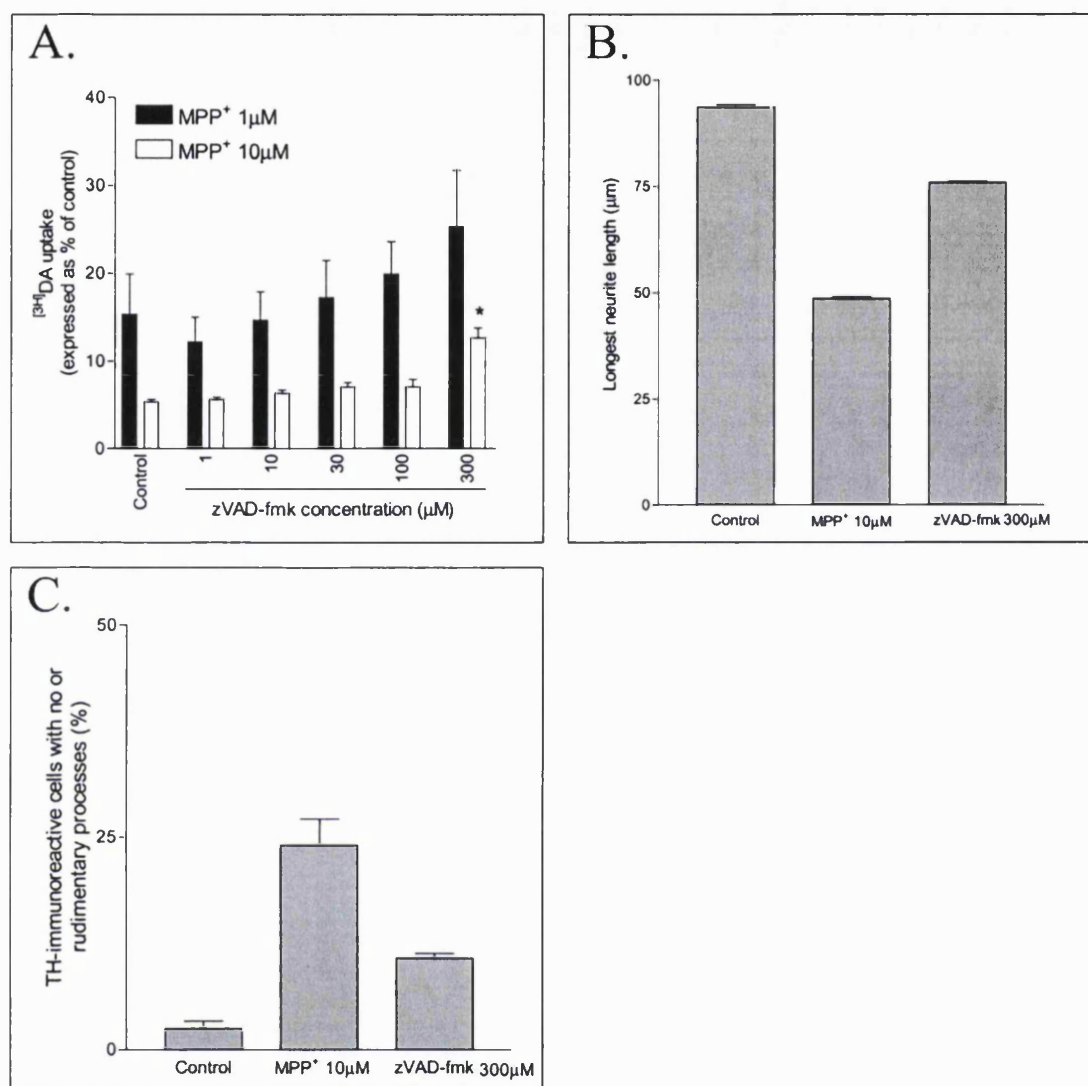 A.
40
30
20
10
0
MPP⁺ 1μM
MPP⁺ 10μM
[³H]DA uptake
(expressed as % of control)
*
Control
1
10
30
100
300
zVAD-fmk concentration (μM)
B.
100
75
50
25
0
Longest neurite length (μm)
Control
MPP⁺ 10μM
zVAD-fmk 300μM
C.
50
25
0
TH-immunoreactive cells with no or
rudimentary processes (%)
Control
MPP⁺ 10μM
zVAD-fmk 300μM